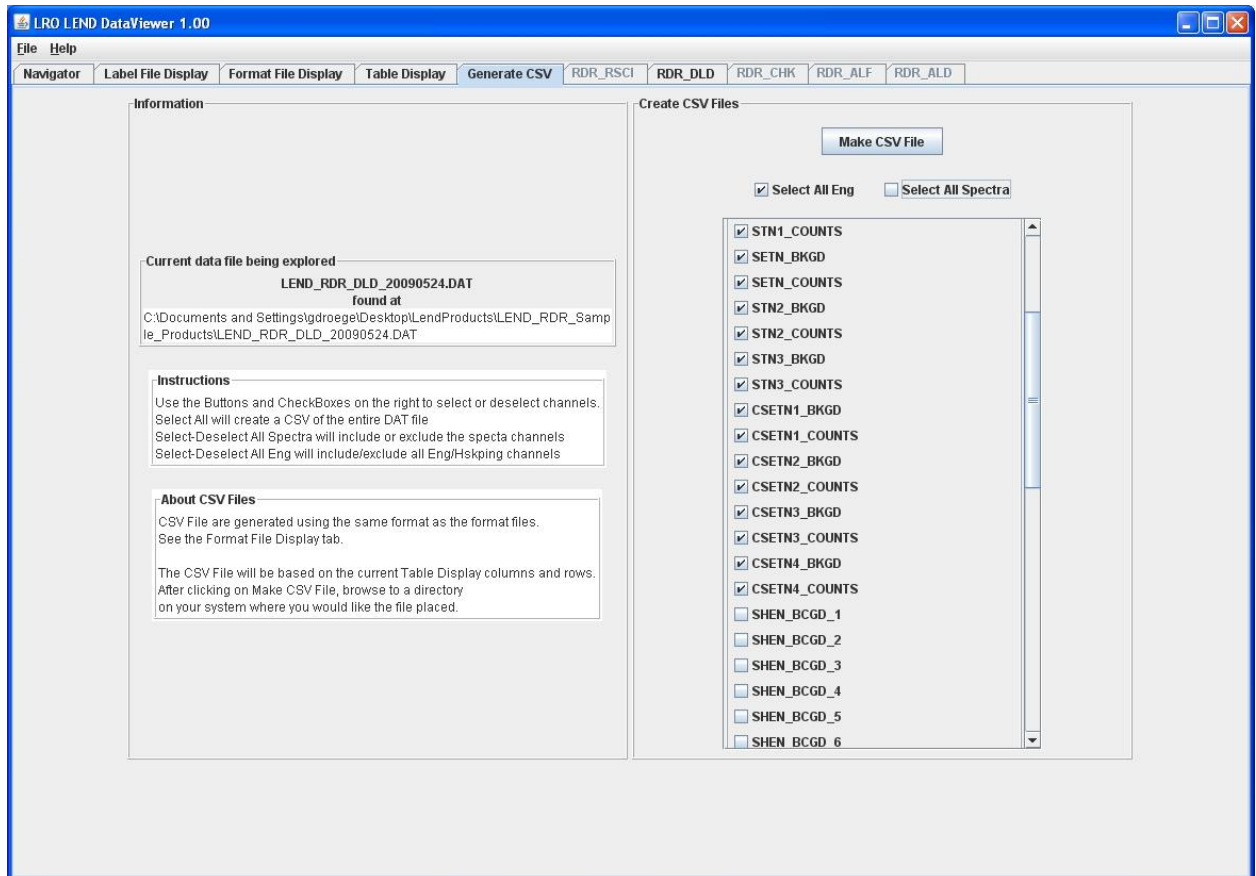 LRO LEND DataViewer 1.00
File Help
Navigator Label File Display Format File Display Table Display Generate CSV RDR_RSCI RDR_DLD RDR_CHK RDR_ALF RDR_ALD
Information
Current data file being explored
LEND_RDR_DLD_20090524.DAT
found at
C:\Documents and Settings\gdroege\Desktop\LendProducts\LEND_RDR_Samp
le_Products\LEND_RDR_DLD_20090524.DAT
Instructions
Use the Buttons and CheckBoxes on the right to select or deselect channels.
Select All will create a CSV of the entire DAT file
Select-Deselect All Spectra will include or exclude the specta channels
Select-Deselect All Eng will include/exclude all Eng/Hskping channels
About CSV Files
CSV File are generated using the same format as the format files.
See the Format File Display tab.
The CSV File will be based on the current Table Display columns and rows.
After clicking on Make CSV File, browse to a directory
on your system where you would like the file placed.
Create CSV Files
Make CSV File
Select All Eng Select All Spectra
STN1_COUNTS
SETN_BKGD
SETN_COUNTS
STN2_BKGD
STN2_COUNTS
STN3_BKGD
STN3_COUNTS
CSETN1_BKGD
CSETN1_COUNTS
CSETN2_BKGD
CSETN2_COUNTS
CSETN3_BKGD
CSETN3_COUNTS
CSETN4_BKGD
CSETN4_COUNTS
SHEN_BCGD_1
SHEN_BCGD_2
SHEN_BCGD_3
SHEN_BCGD_4
SHEN_BCGD_5
SHEN_BCGD_6